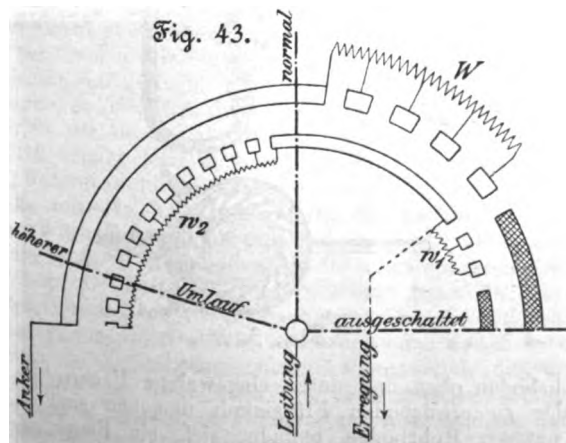 Fig. 43.
normal
W
w2
w1
höherer
Umlauf
ausgeschaltet
Anker
Leitung
Erregung